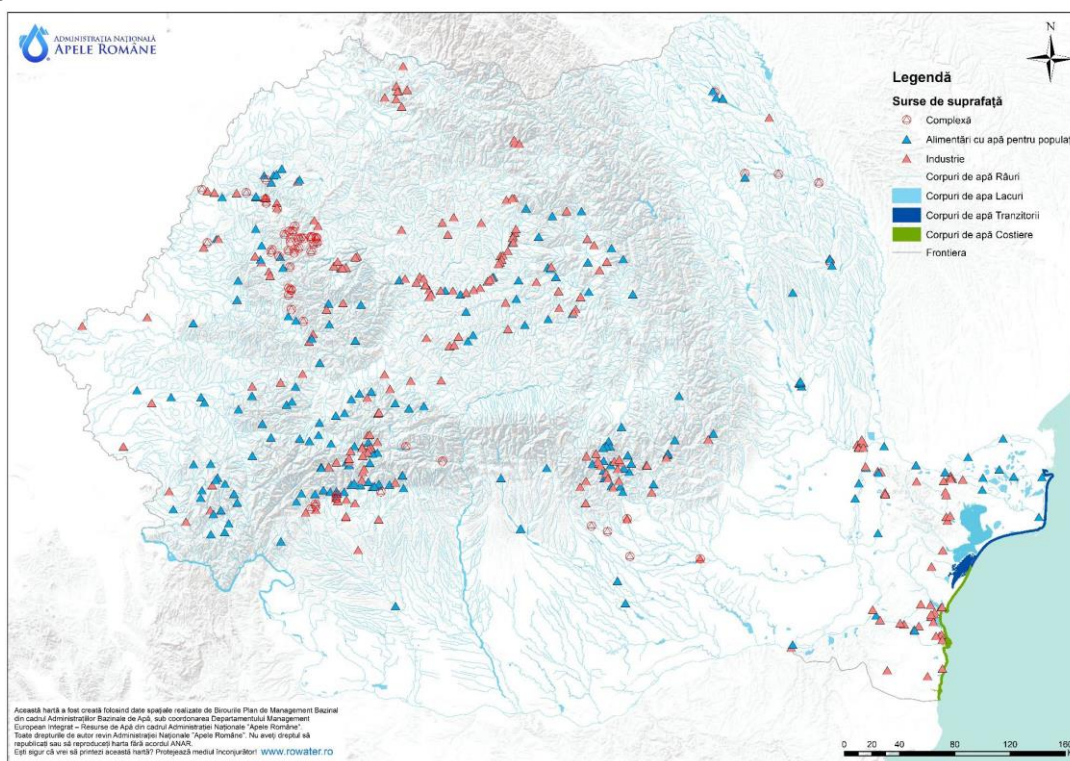 ADMINISTRAȚIA NAȚIONALĂ
APELE ROMÂNE
N
Legendă
Surse de suprafață
Complexă
Alimentări cu apă pentru populaț
Industrie
Corpuri de apă Râuri
Corpuri de apa Lacuri
Corpuri de apă Tranzitorii
Corpuri de apă Costiere
Frontiera
Această hartă a fost creată folosind date spațiale realizate de Birourile Plan de Management Bazinal
din cadrul Administrațiilor Bazinale de Apă, sub coordonarea Departamentului Management
European Integrat – Resurse de Apă din cadrul Administrației Naționale "Apele Române".
Toate drepturile de autor revin Administrației Naționale "Apele Române". Nu aveți dreptul să
republicați sau să reproduceți harta fără acordul ANAR.
Ești sigur că vrei să printezi această hartă? Protejează mediul înconjurător! www.rowater.ro
0 20 40 80 120 160